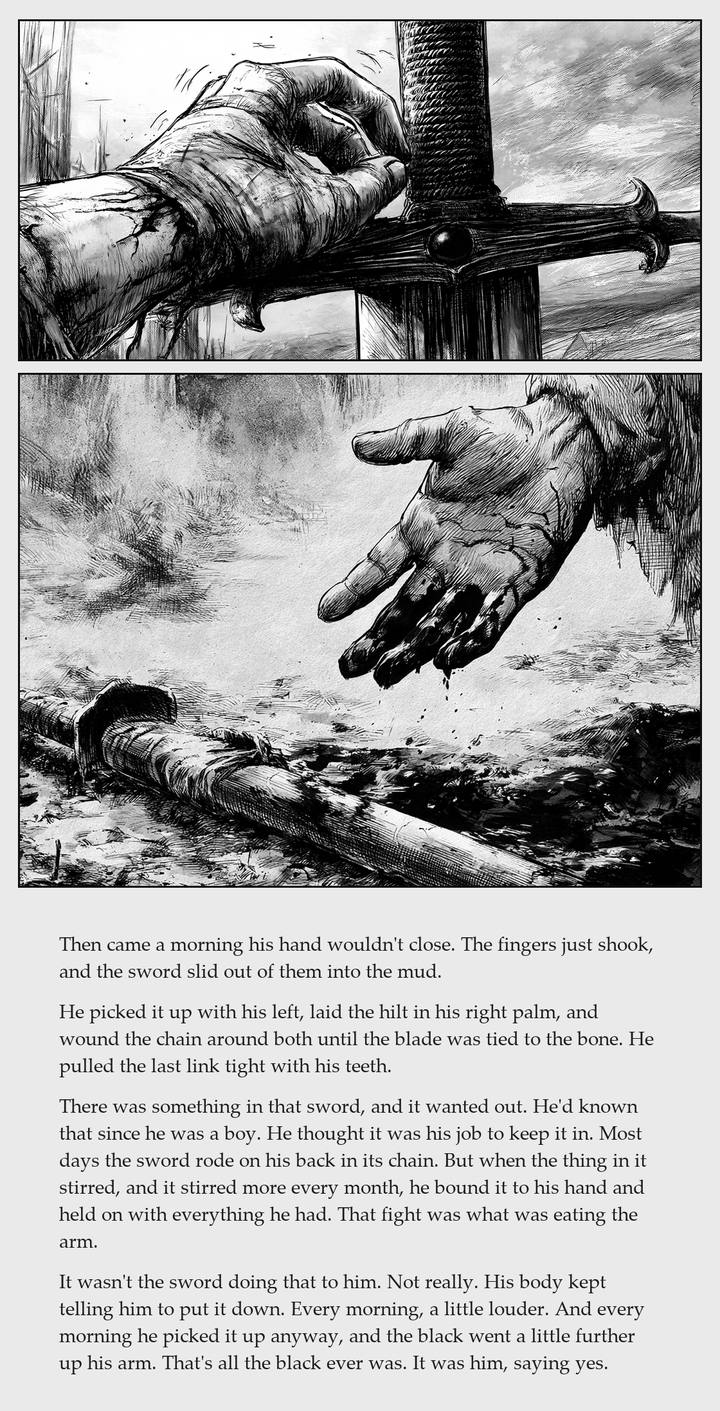 Then came a morning his hand wouldn't close. The fingers just shook,
and the sword slid out of them into the mud.
He picked it up with his left, laid the hilt in his right palm, and
wound the chain around both until the blade was tied to the bone. He
pulled the last link tight with his teeth.
There was something in that sword, and it wanted out. He'd known
that since he was a boy. He thought it was his job to keep it in. Most
days the sword rode on his back in its chain. But when the thing in it
stirred, and it stirred more every month, he bound it to his hand and
held on with everything he had. That fight was what was eating the
arm.
It wasn't the sword doing that to him. Not really. His body kept
telling him to put it down. Every morning, a little louder. And every
morning he picked it up anyway, and the black went a little further
up his arm. That's all the black ever was. It was him, saying yes.